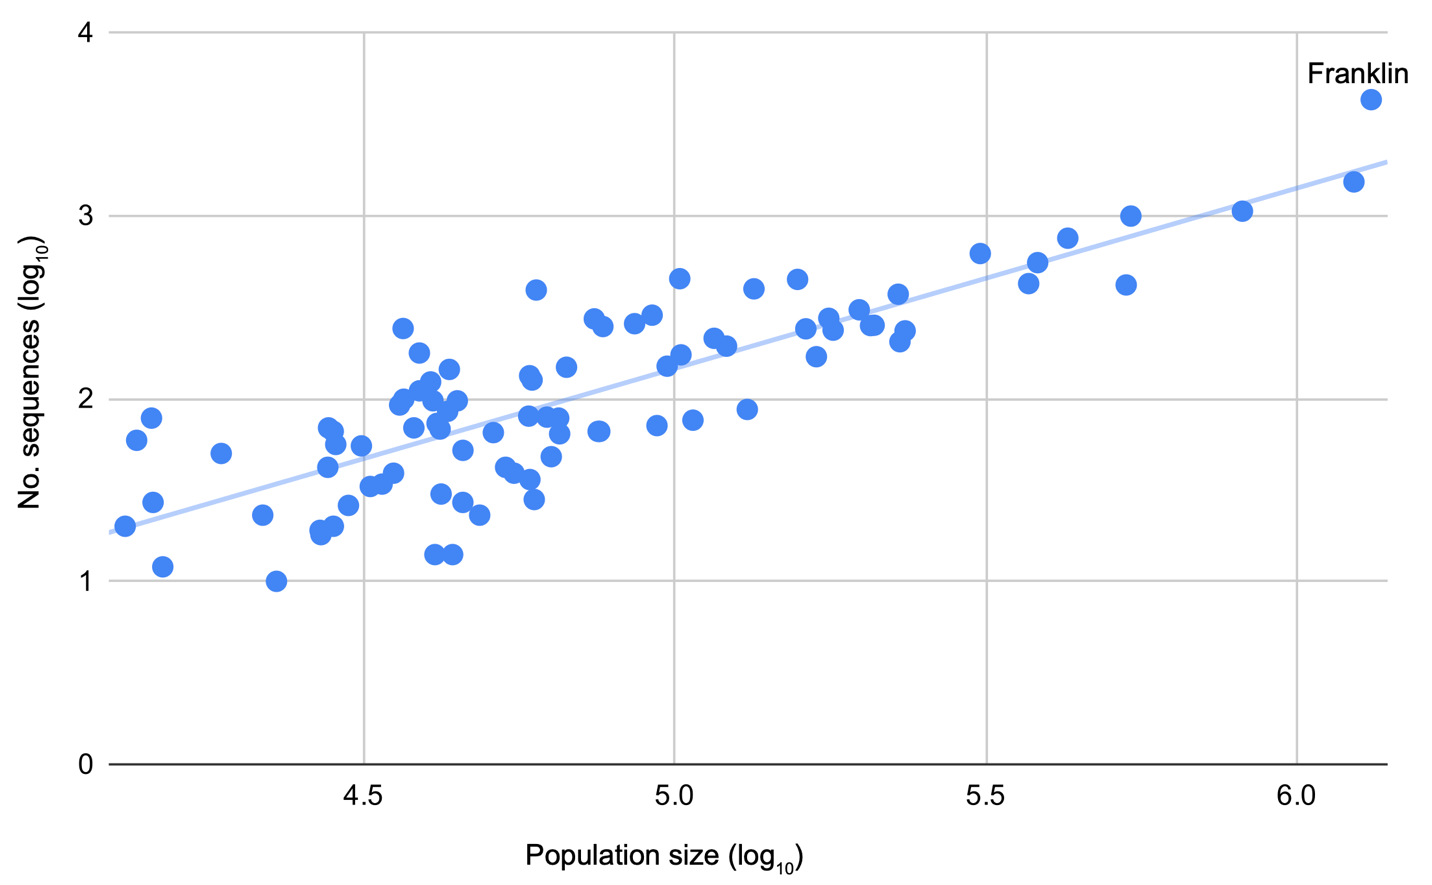 4
Franklin
3
2
1
0
No. sequences (log10)
4.5 5.0 5.5 6.0
Population size (log10)